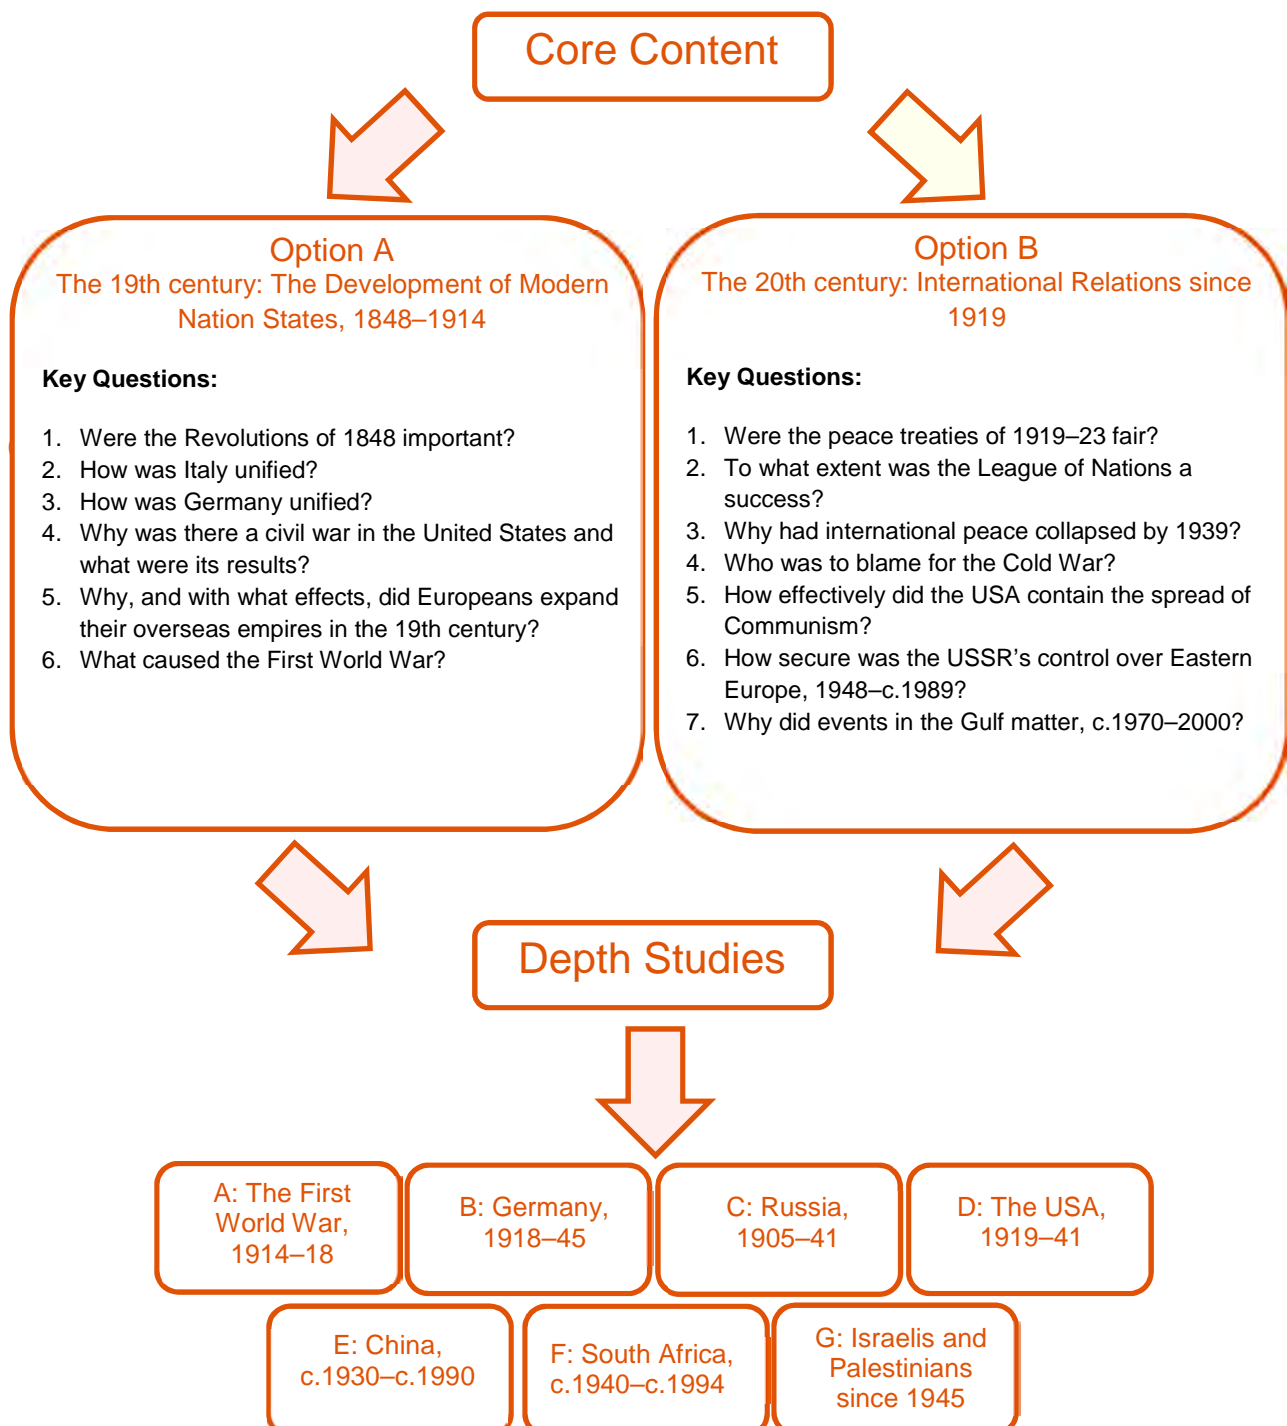 Core Content
Option A
The 19th century: The Development of Modern
Nation States, 1848–1914
Key Questions:
1. Were the Revolutions of 1848 important?
2. How was Italy unified?
3. How was Germany unified?
4. Why was there a civil war in the United States and
what were its results?
5. Why, and with what effects, did Europeans expand
their overseas empires in the 19th century?
6. What caused the First World War?
Option B
The 20th century: International Relations since
1919
Key Questions:
1. Were the peace treaties of 1919–23 fair?
2. To what extent was the League of Nations a
success?
3. Why had international peace collapsed by 1939?
4. Who was to blame for the Cold War?
5. How effectively did the USA contain the spread of
Communism?
6. How secure was the USSR's control over Eastern
Europe, 1948–c.1989?
7. Why did events in the Gulf matter, c.1970–2000?
Depth Studies
A: The First
World War,
1914–18
B: Germany,
1918–45
C: Russia,
1905–41
D: The USA,
1919–41
E: China,
c.1930–c.1990
F: South Africa,
c.1940–c.1994
G: Israelis and
Palestinians
since 1945